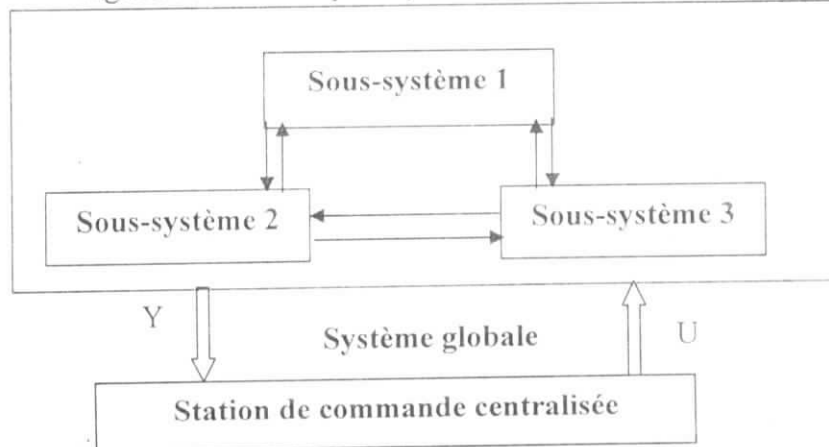 Sous-système 1
Sous-système 2
Sous-système 3
Y
Système globale
U
Station de commande centralisée